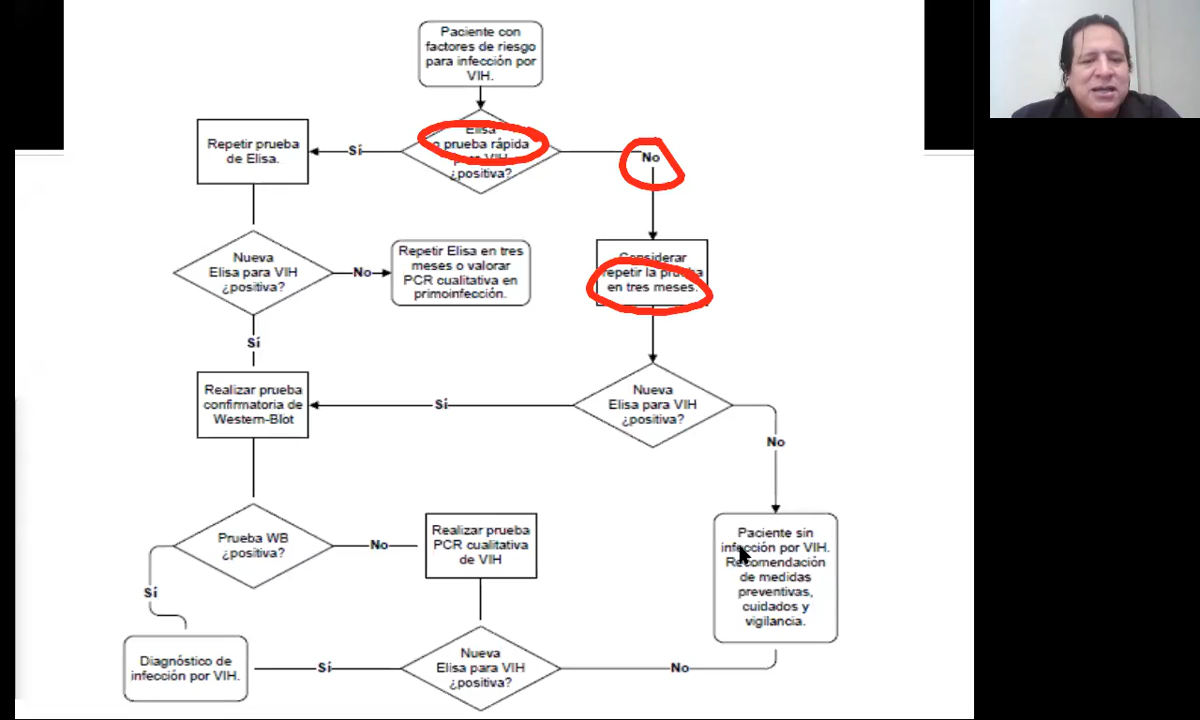 Paciente con
factores de riesgo
para infección por
VIH.
Elisa
o prueba rápida
para VIH
¿positiva?
Sí
No
Repetir prueba
de Elisa.
Nueva
Elisa para VIH
¿positiva?
No
Repetir Elisa en tres
meses o valorar
PCR cualitativa en
primoinfección.
Considerar
repetir la prueba
en tres meses.
Sí
Realizar prueba
confirmatoria de
Western-Blot
Sí
Nueva
Elisa para VIH
¿positiva?
No
Prueba WB
¿positiva?
No
Realizar prueba
PCR cualitativa
de VIH
Paciente sin
infección por VIH.
Recomendación
de medidas
preventivas,
cuidados y
vigilancia.
Sí
Diagnóstico de
infección por VIH.
Sí
Nueva
Elisa para VIH
¿positiva?
No